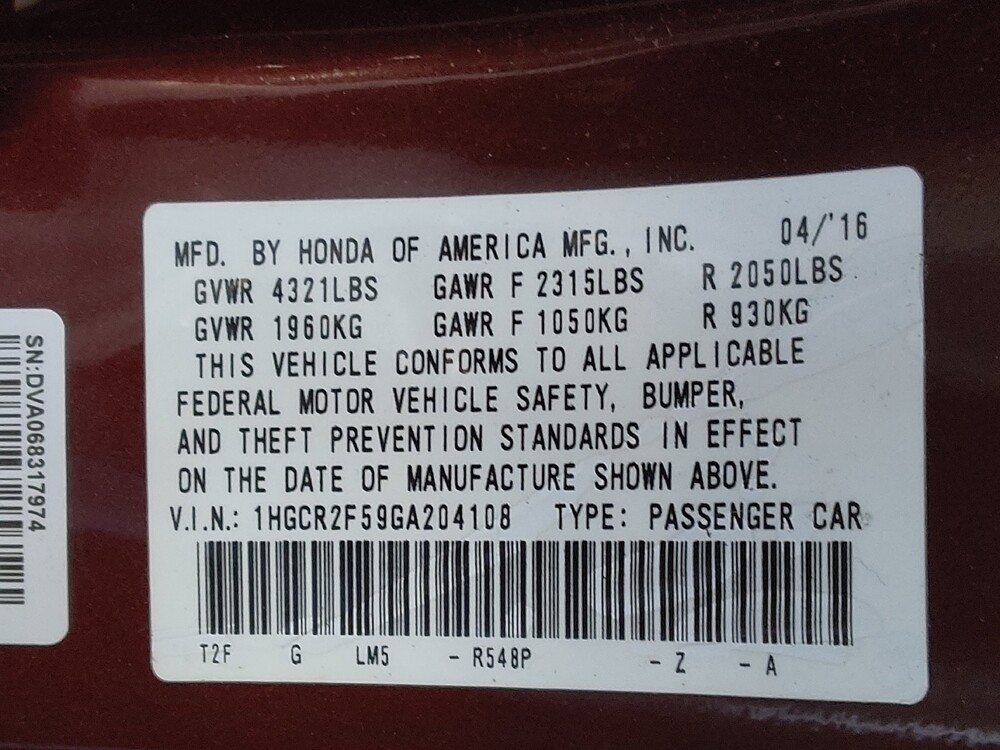 MFD. BY HONDA OF AMERICA MFG., INC. 04/'16
GVWR 4321LBS GAWR F 2315LBS R 2050LBS
GVWR 1960KG GAWR F 1050KG R 930KG
THIS VEHICLE CONFORMS TO ALL APPLICABLE
FEDERAL MOTOR VEHICLE SAFETY, BUMPER,
AND THEFT PREVENTION STANDARDS IN EFFECT
ON THE DATE OF MANUFACTURE SHOWN ABOVE.
V.I.N.: 1HGCR2F59GA204108 TYPE: PASSENGER CAR
T2F G LM5 - R548P - Z - A
SN:DVA068317974